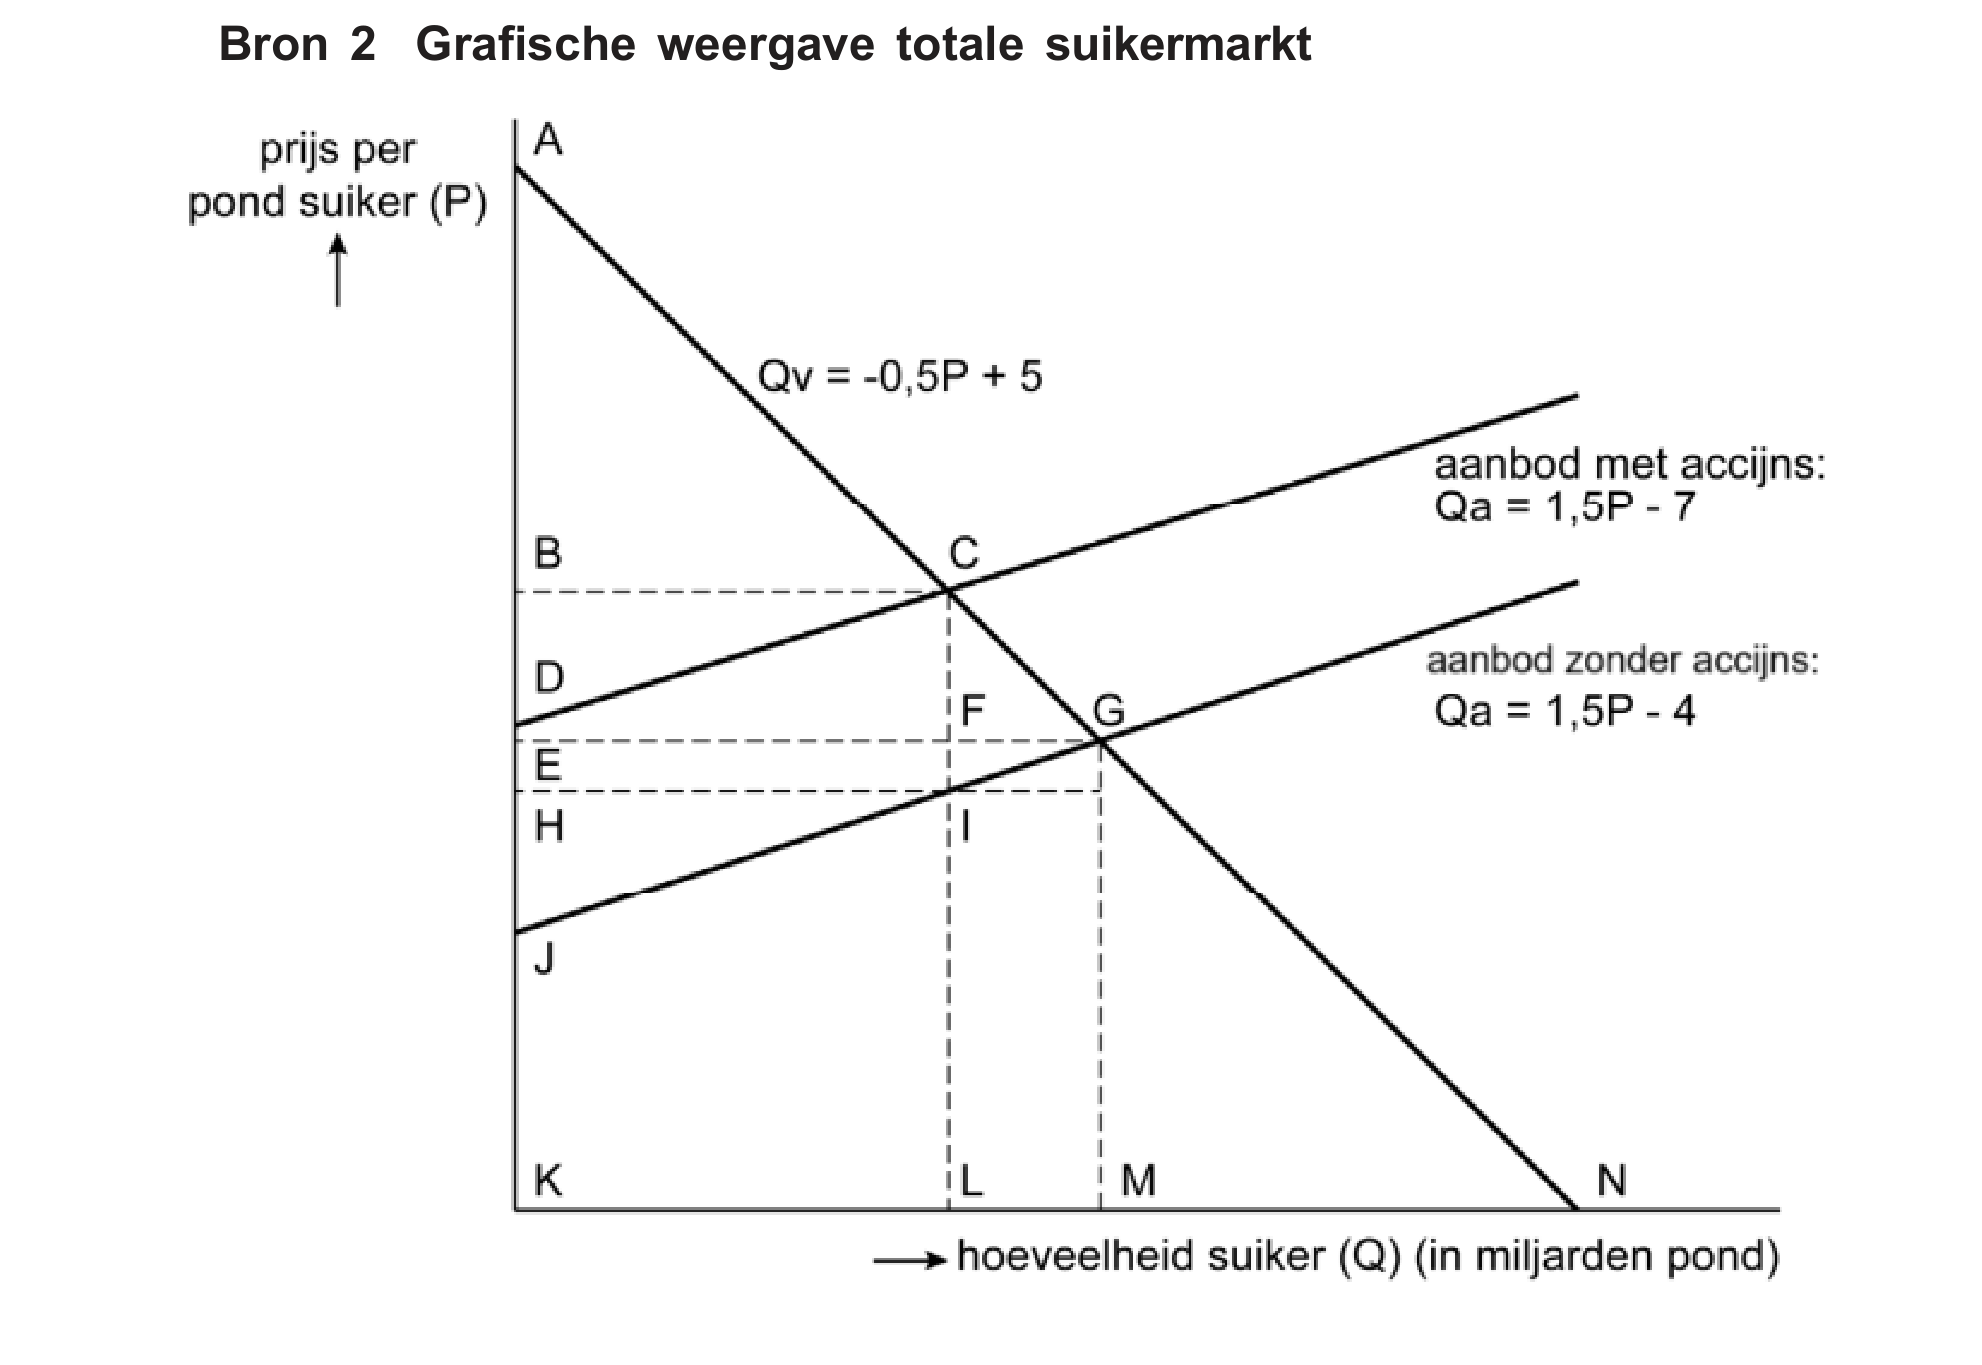 Bron 2 Grafische weergave totale suikermarkt
prijs per
pond suiker (P)
A
Qv = -0,5P + 5
aanbod met accijns:
Qa = 1,5P - 7
B
C
D
aanbod zonder accijns:
Qa = 1,5P - 4
F
G
E
H
I
J
K
L
M
N
hoeveelheid suiker (Q) (in miljarden pond)